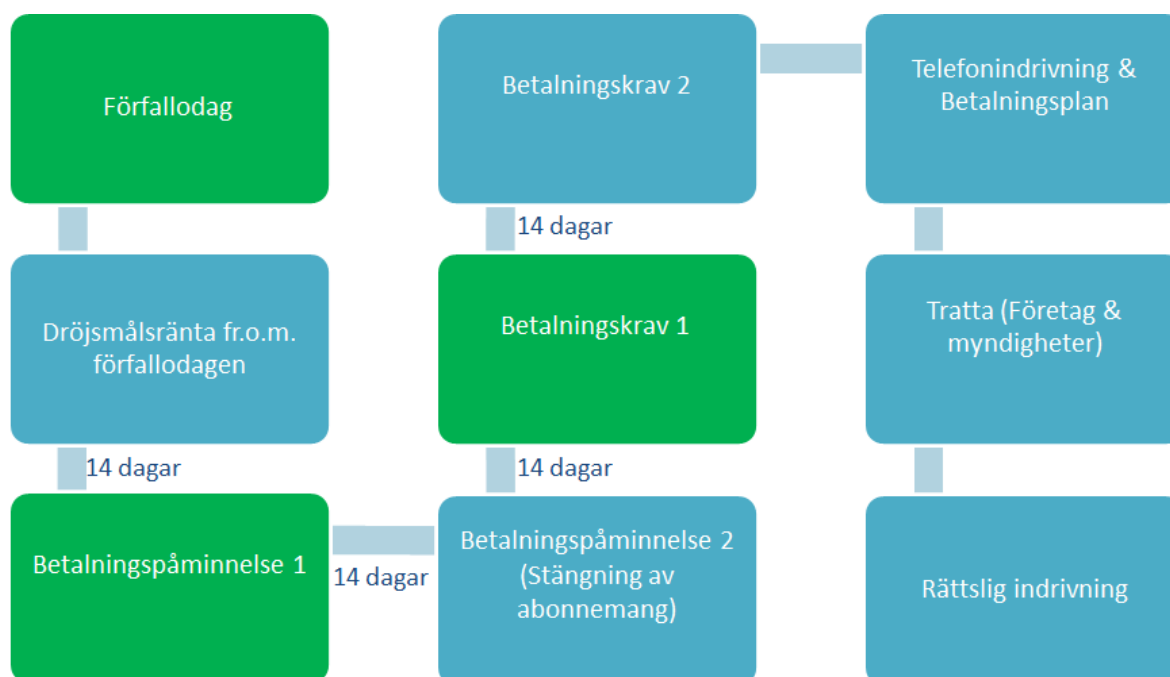 Förfallodag
Dröjsmålsränta fr.o.m.
förfallodagen
14 dagar
Betalningspåminnelse 1
14 dagar
Betalningspåminnelse 2
(Stängning av
abonnemang)
14 dagar
Betalningskrav 1
14 dagar
Betalningskrav 2
Telefonindrivning &
Betalningsplan
Tratta (Företag &
myndigheter)
Rättslig indrivning